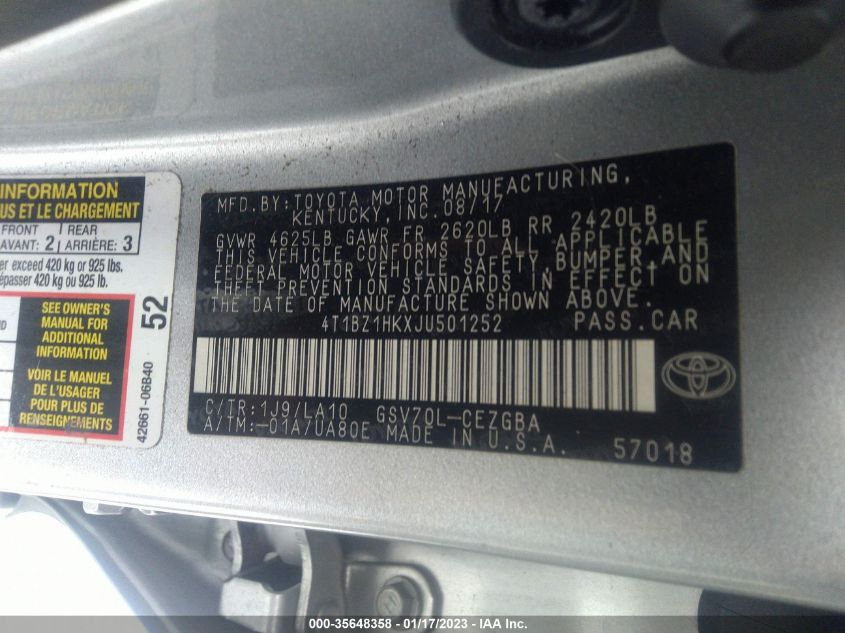 INFORMATION
US ET LE CHARGEMENT
FRONT REAR
AVANT: 2 ARRIÈRE: 3
er exceed 420 kg or 925 lbs.
épasser 420 kg ou 925 lb.
SEE OWNER'S
MANUAL FOR
ADDITIONAL
INFORMATION
VOIR LE MANUEL
DE L'USAGER
POUR PLUS DE
RENSEIGNEMENTS
52
42661-06B40
MFD. BY: TOYOTA MOTOR MANUFACTURING,
KENTUCKY, INC. 08/17
GVWR 4625LB GAWR FR 2620LB RR 2420LB
THIS VEHICLE CONFORMS TO ALL APPLICABLE
FEDERAL MOTOR VEHICLE SAFETY, BUMPER, AND
THEFT PREVENTION STANDARDS IN EFFECT ON
THE DATE OF MANUFACTURE SHOWN ABOVE.
4T1BZ1HKXJU501252 PASS.CAR
C/TR: 1J9/LA10 GSV70L-CEZGBA
A/TM: -01A/UA80E MADE IN U.S.A. 57018
000-35648358 - 01/17/2023 - IAA Inc.